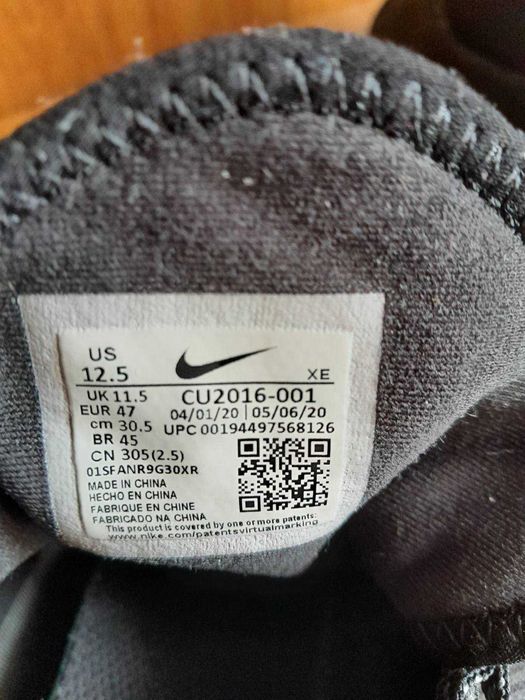 US
12.5
XE
UK 11.5
CU2016-001
EUR 47
04/01/20 | 05/06/20
cm 30.5
UPC 00194497568126
BR 45
CN 305(2.5)
01SFANR9G30XR
MADE IN CHINA
HECHO EN CHINA
FABRIQUE EN CHINE
FABRICADO NA CHINA
This product is covered by one or more patents:
www.nike.com/patentsvirtualmarking